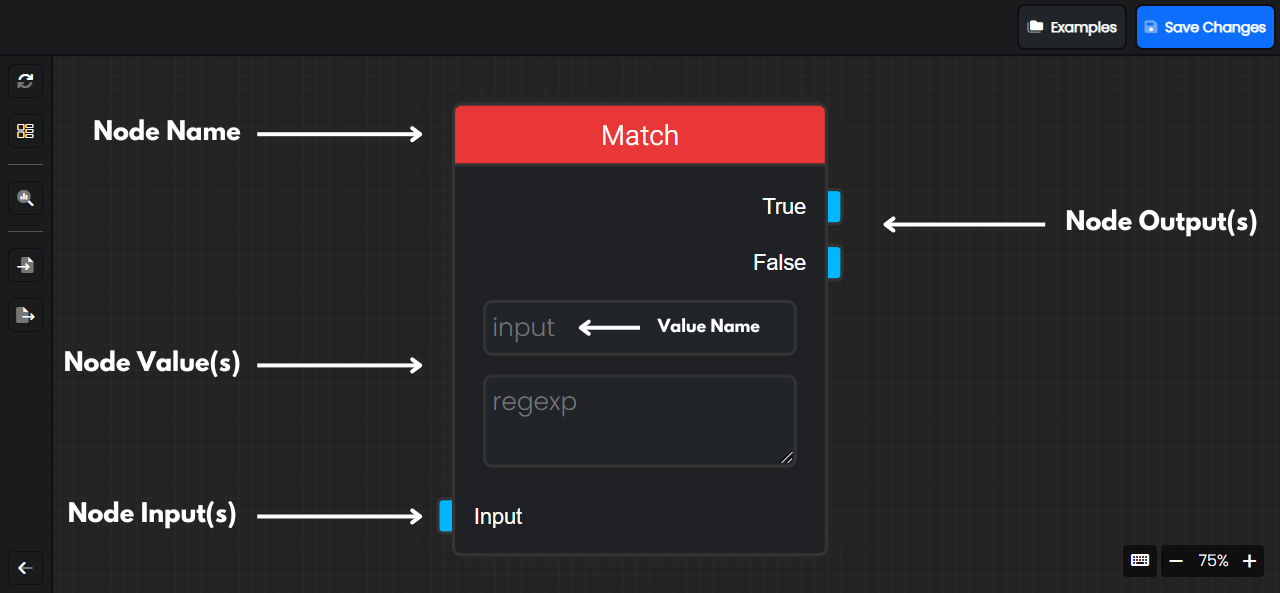 Examples
Save Changes
Node Name
Match
True
Node Output(s)
False
input
Value Name
Node Value(s)
regexp
Node Input(s)
Input
75%